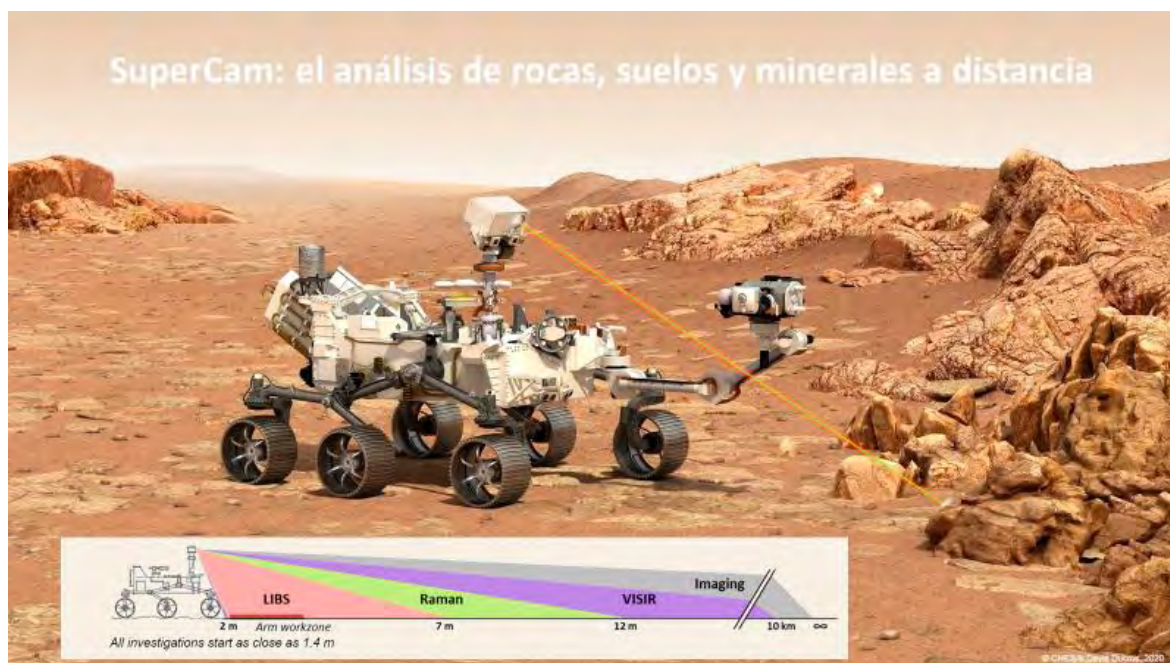 SuperCam: el análisis de rocas, suelos y minerales a distancia
Imaging
LIBS Raman VISIR
2 m Arm workzone 7 m 12 m 10 km ∞
All investigations start as close as 1.4 m
2020